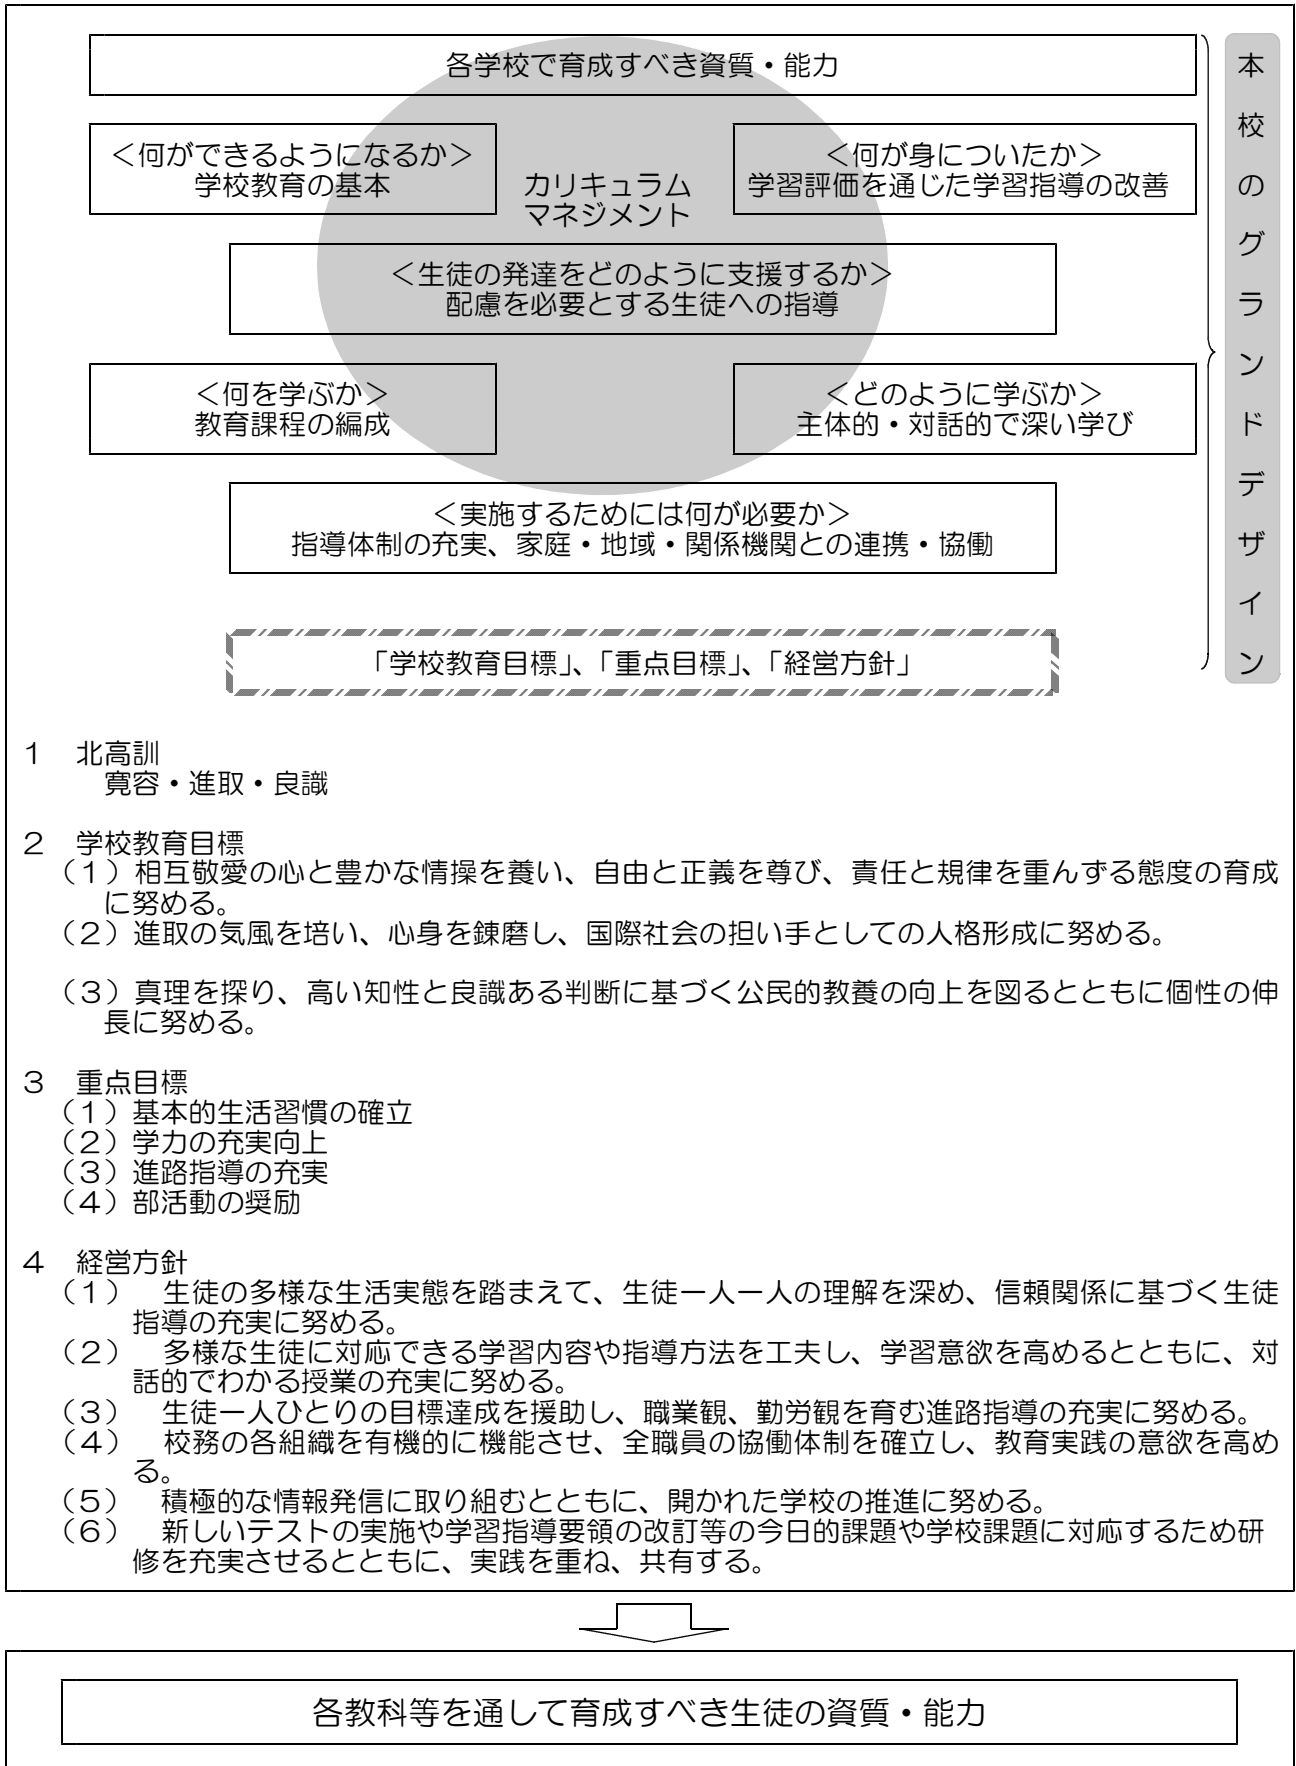 各学校で育成すべき資質・能力
＜何ができるようになるか＞
学校教育の基本
カリキュラム
マネジメント
＜何が身についたか＞
学習評価を通じた学習指導の改善
＜生徒の発達をどのように支援するか＞
配慮を必要とする生徒への指導
＜何を学ぶか＞
教育課程の編成
＜どのように学ぶか＞
主体的・対話的で深い学び
＜実施するためには何が必要か＞
指導体制の充実、家庭・地域・関係機関との連携・協働
「学校教育目標」、「重点目標」、「経営方針」
本校のグランドデザイン
１　北高訓
寛容・進取・良識
２　学校教育目標
（１）相互敬愛の心と豊かな情操を養い、自由と正義を尊び、責任と規律を重んずる態度の育成
に努める。
（２）進取の気風を培い、心身を錬磨し、国際社会の担い手としての人格形成に努める。
（３）真理を探り、高い知性と良識ある判断に基づく公民的教養の向上を図るとともに個性の伸
長に努める。
３　重点目標
（１）基本的生活習慣の確立
（２）学力の充実向上
（３）進路指導の充実
（４）部活動の奨励
４　経営方針
（１）　生徒の多様な生活実態を踏まえて、生徒一人一人の理解を深め、信頼関係に基づく生徒
指導の充実に努める。
（２）　多様な生徒に対応できる学習内容や指導方法を工夫し、学習意欲を高めるとともに、対
話的でわかる授業の充実に努める。
（３）　生徒一人ひとりの目標達成を援助し、職業観、勤労観を育む進路指導の充実に努める。
（４）　校務の各組織を有機的に機能させ、全職員の協働体制を確立し、教育実践の意欲を高め
る。
（５）　積極的な情報発信に取り組むとともに、開かれた学校の推進に努める。
（６）　新しいテストの実施や学習指導要領の改訂等の今日的課題や学校課題に対応するため研
修を充実させるとともに、実践を重ね、共有する。
各教科等を通して育成すべき生徒の資質・能力